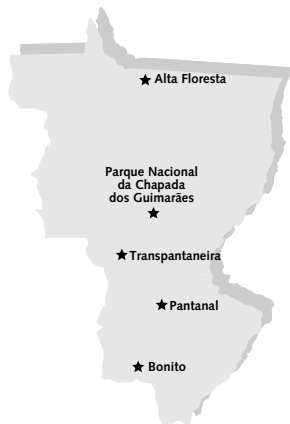 Alta Floresta
Parque Nacional
da Chapada
dos Guimarães
Transpantaneira
Pantanal
Bonito